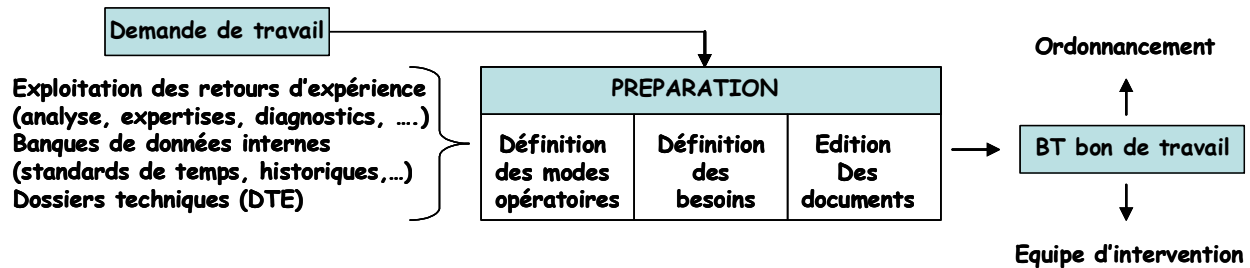 Demande de travail
Exploitation des retours d'expérience
(analyse, expertises, diagnostics, ….)
Banques de données internes
(standards de temps, historiques,…)
Dossiers techniques (DTE)
PREPARATION
Définition
des modes
opératoires
Définition
des
besoins
Edition
Des
documents
Ordonnancement
BT bon de travail
Equipe d'intervention